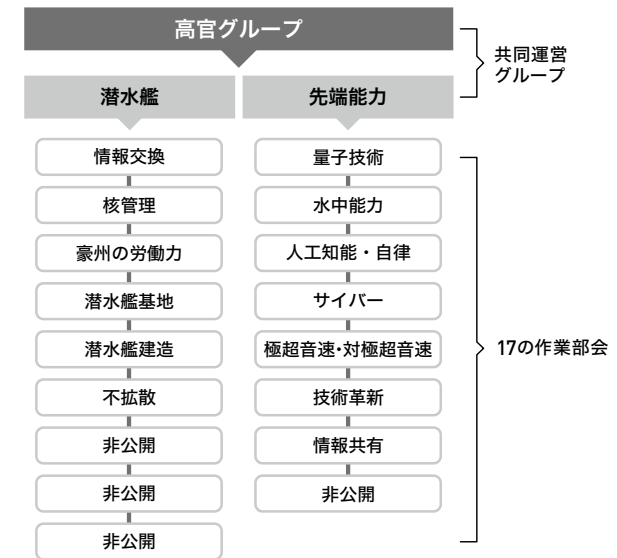 高官グループ
共同運営
グループ
潜水艦
先端能力
情報交換
核管理
豪州の労働力
潜水艦基地
潜水艦建造
不拡散
非公開
非公開
非公開
量子技術
水中能力
人工知能・自律
サイバー
極超音速・対極超音速
技術革新
情報共有
非公開
17の作業部会